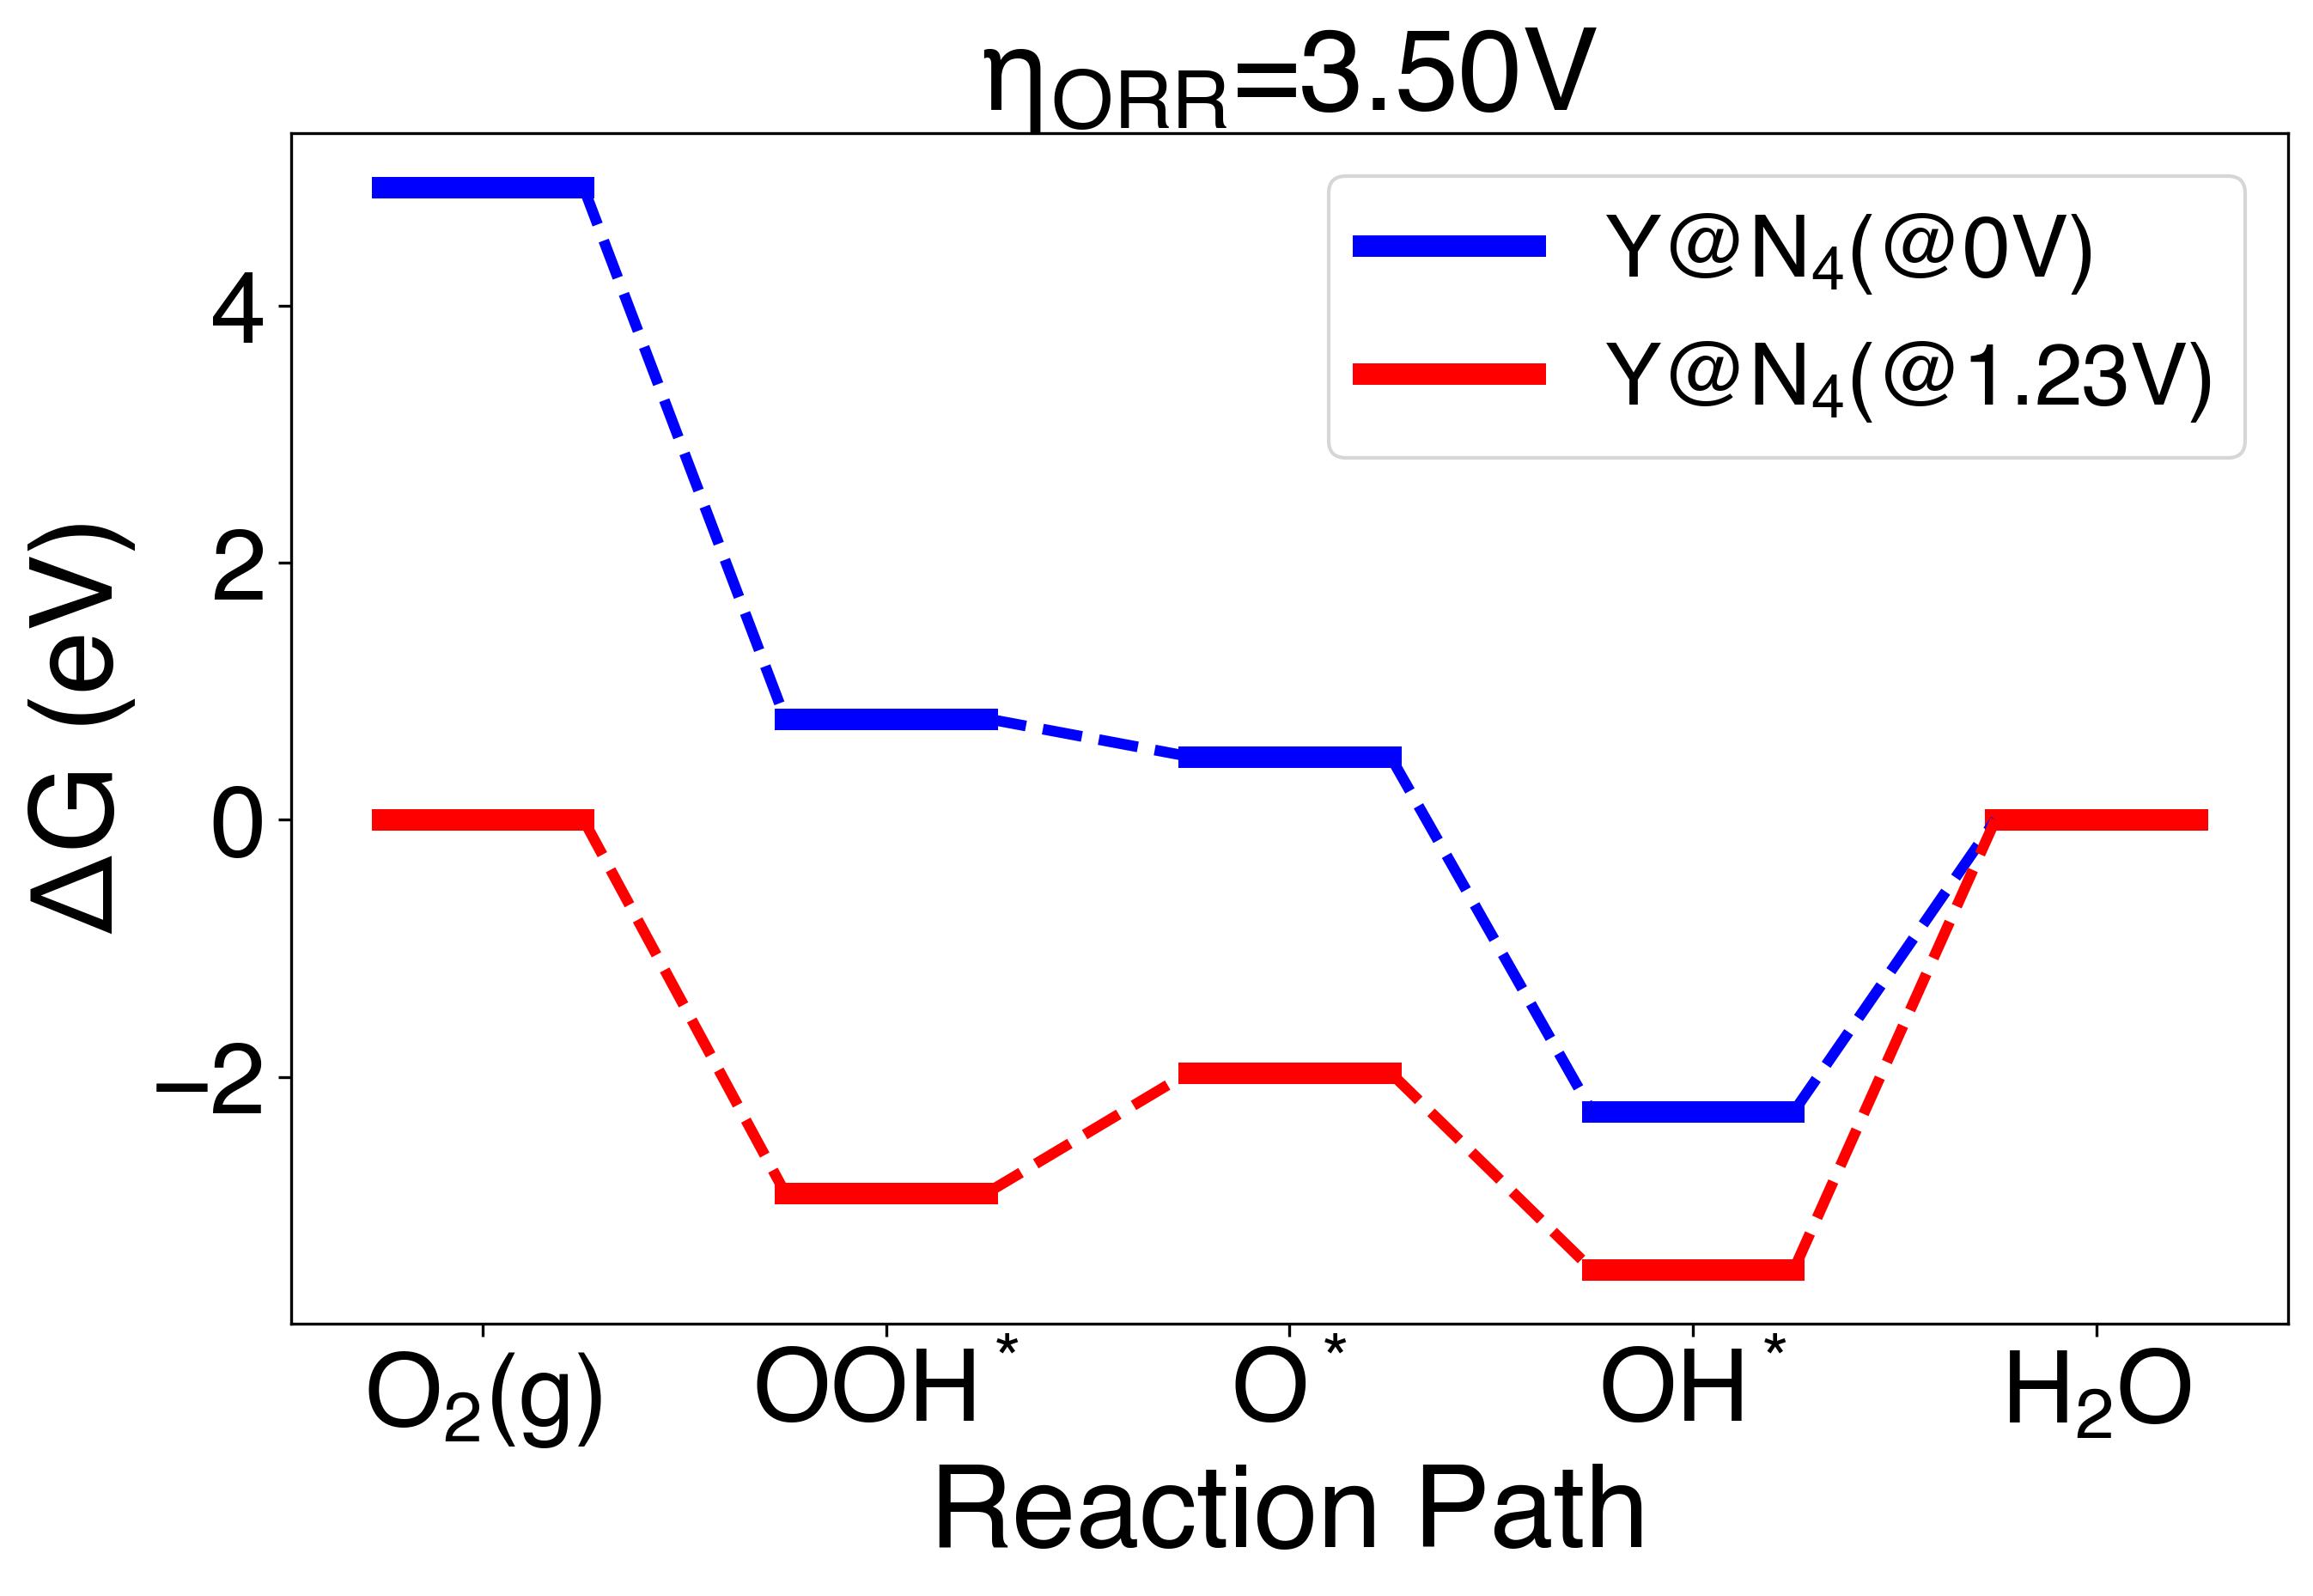 η_ORR=3.50V
Y@N₄(@0V)
Y@N₄(@1.23V)
ΔG (eV)
4
2
0
−2
O₂(g) OOH* O* OH* H₂O
Reaction Path